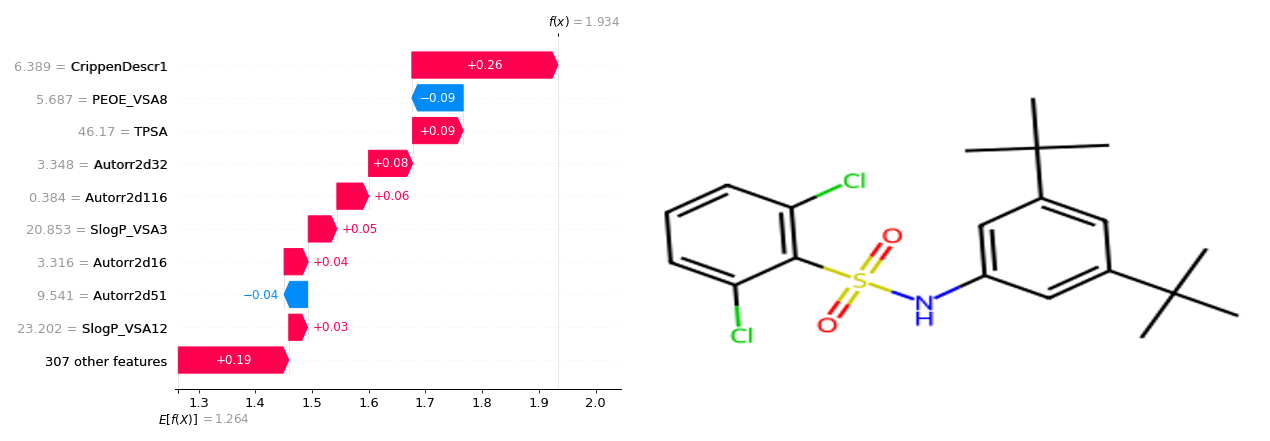 f(x) = 1.934
6.389 = CrippenDescr1 +0.26
5.687 = PEOE_VSA8 −0.09
46.17 = TPSA +0.09
3.348 = Autorr2d32 +0.08
0.384 = Autorr2d116 +0.06
20.853 = SlogP_VSA3 +0.05
3.316 = Autorr2d16 +0.04
9.541 = Autorr2d51 −0.04
23.202 = SlogP_VSA12 +0.03
307 other features +0.19
1.3 1.4 1.5 1.6 1.7 1.8 1.9 2.0
E[f(X)] = 1.264
Cl
O
S
N
H
O
Cl